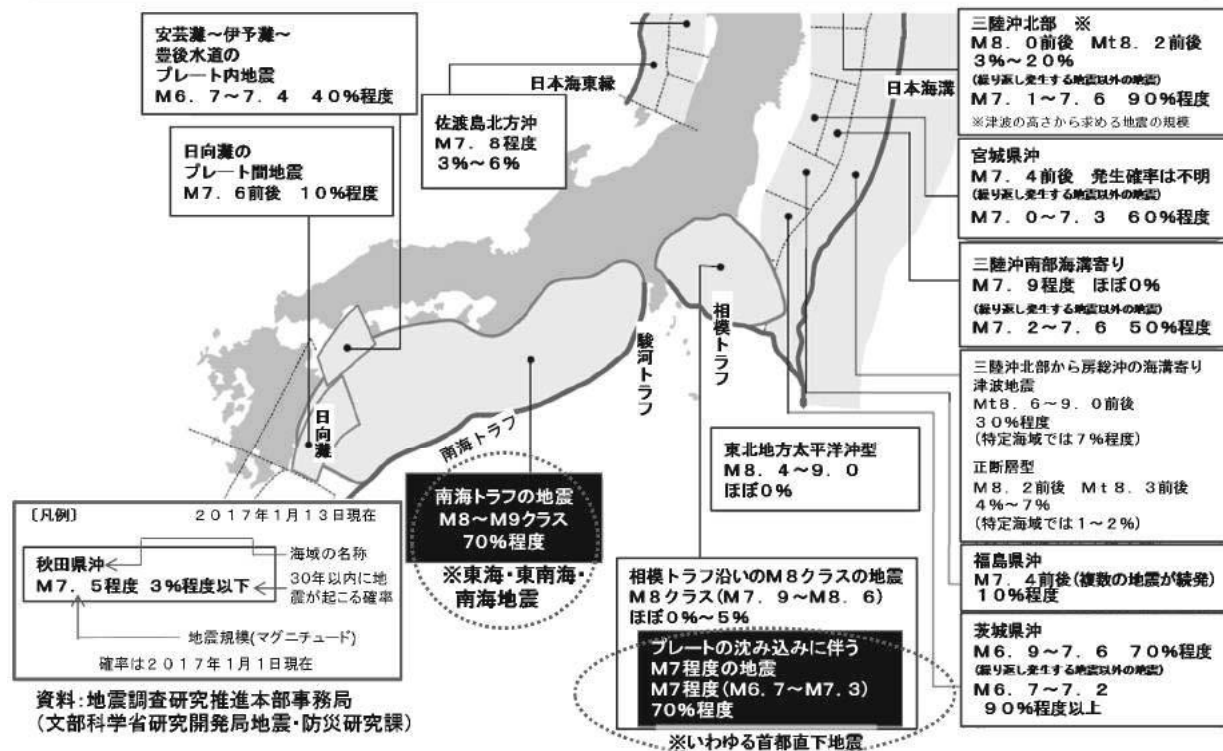 安芸灘～伊予灘～
豊後水道の
プレート内地震
M6．7～7．4　40%程度
日向灘の
プレート間地震
M7．6前後　10%程度
佐渡島北方沖
M7．8程度
3%～6%
日本海東縁
日本海溝
三陸沖北部　※
M8．0前後　Mt8．2前後
3%～20%
(繰り返し発生する地震以外の地震)
M7．1～7．6　90%程度
※津波の高さから求める地震の規模
宮城県沖
M7．4前後　発生確率は不明
(繰り返し発生する地震以外の地震)
M7．0～7．3　60%程度
三陸沖南部海溝寄り
M7．9程度　ほぼ0%
(繰り返し発生する地震以外の地震)
M7．2～7．6　50%程度
三陸沖北部から房総沖の海溝寄り
津波地震
Mt8．6～9．0前後
30%程度
(特定海域では7%程度)
正断層型
M8．2前後　Mt8．3前後
4%～7%
(特定海域では1～2%)
福島県沖
M7．4前後(複数の地震が続発)
10%程度
茨城県沖
M6．9～7．6　70%程度
(繰り返し発生する地震以外の地震)
M6．7～7．2
90%程度以上
相模トラフ
駿河トラフ
南海トラフ
日向灘
東北地方太平洋沖型
M8．4～9．0
ほぼ0%
南海トラフの地震
M8～M9クラス
70%程度
※東海・東南海・
南海地震
相模トラフ沿いのM8クラスの地震
M8クラス(M7．9～M8．6)
ほぼ0%～5%
プレートの沈み込みに伴う
M7程度の地震
M7程度(M6．7～M7．3)
70%程度
※いわゆる首都直下地震
〔凡例〕　2017年1月13日現在
秋田県沖
M7．5程度　3%程度以下
海域の名称
30年以内に地
震が起こる確率
地震規模(マグニチュード)
確率は2017年1月1日現在
資料:地震調査研究推進本部事務局
(文部科学省研究開発局地震・防災研究課)